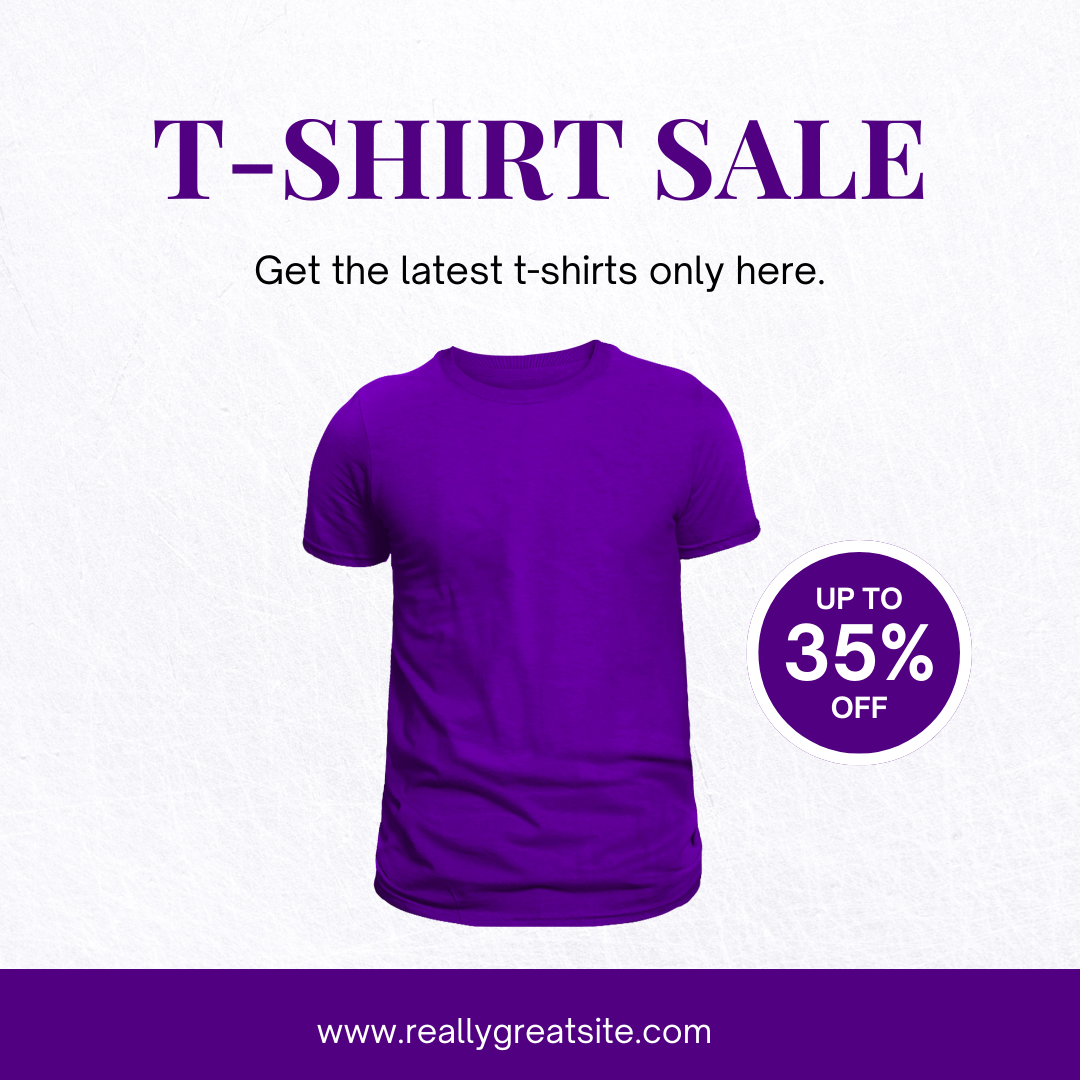 T-SHIRT SALE
Get the latest t-shirts only here.
UP TO
35%
OFF
www.reallygreatsite.com